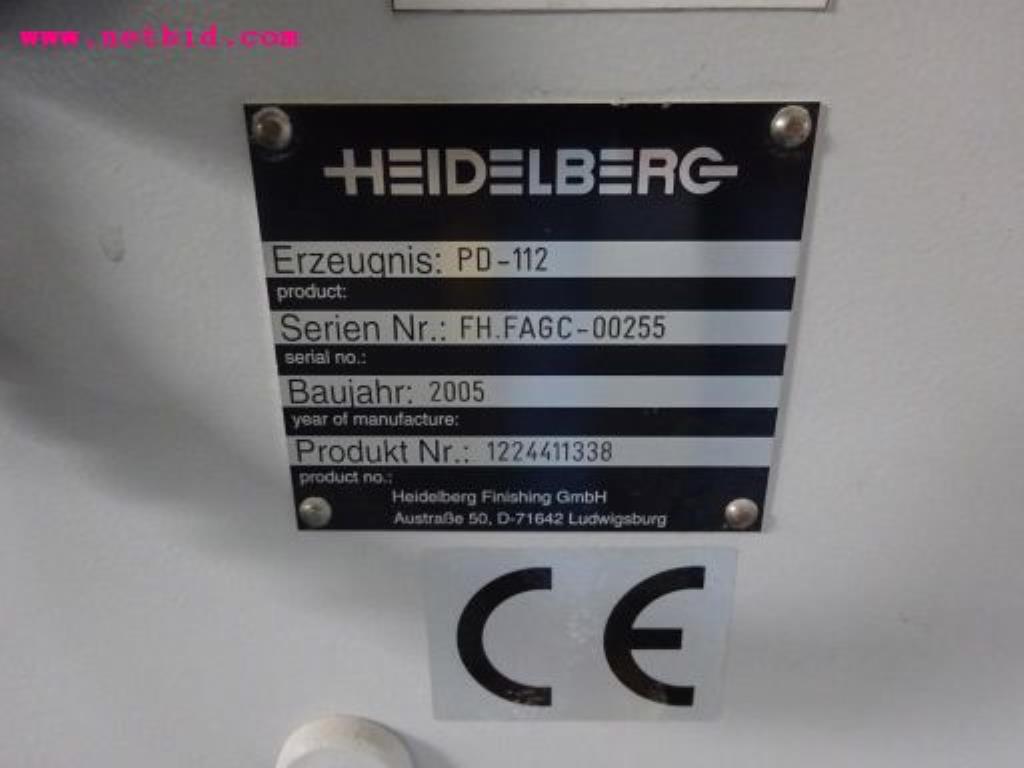 www.netbid.com
HEIDELBERG
Erzeugnis: PD-112
product:
Serien Nr.: FH.FAGC-00255
serial no.:
Baujahr: 2005
year of manufacture:
Produkt Nr.: 1224411338
product no.:
Heidelberg Finishing GmbH
Austraße 50, D-71642 Ludwigsburg
CE